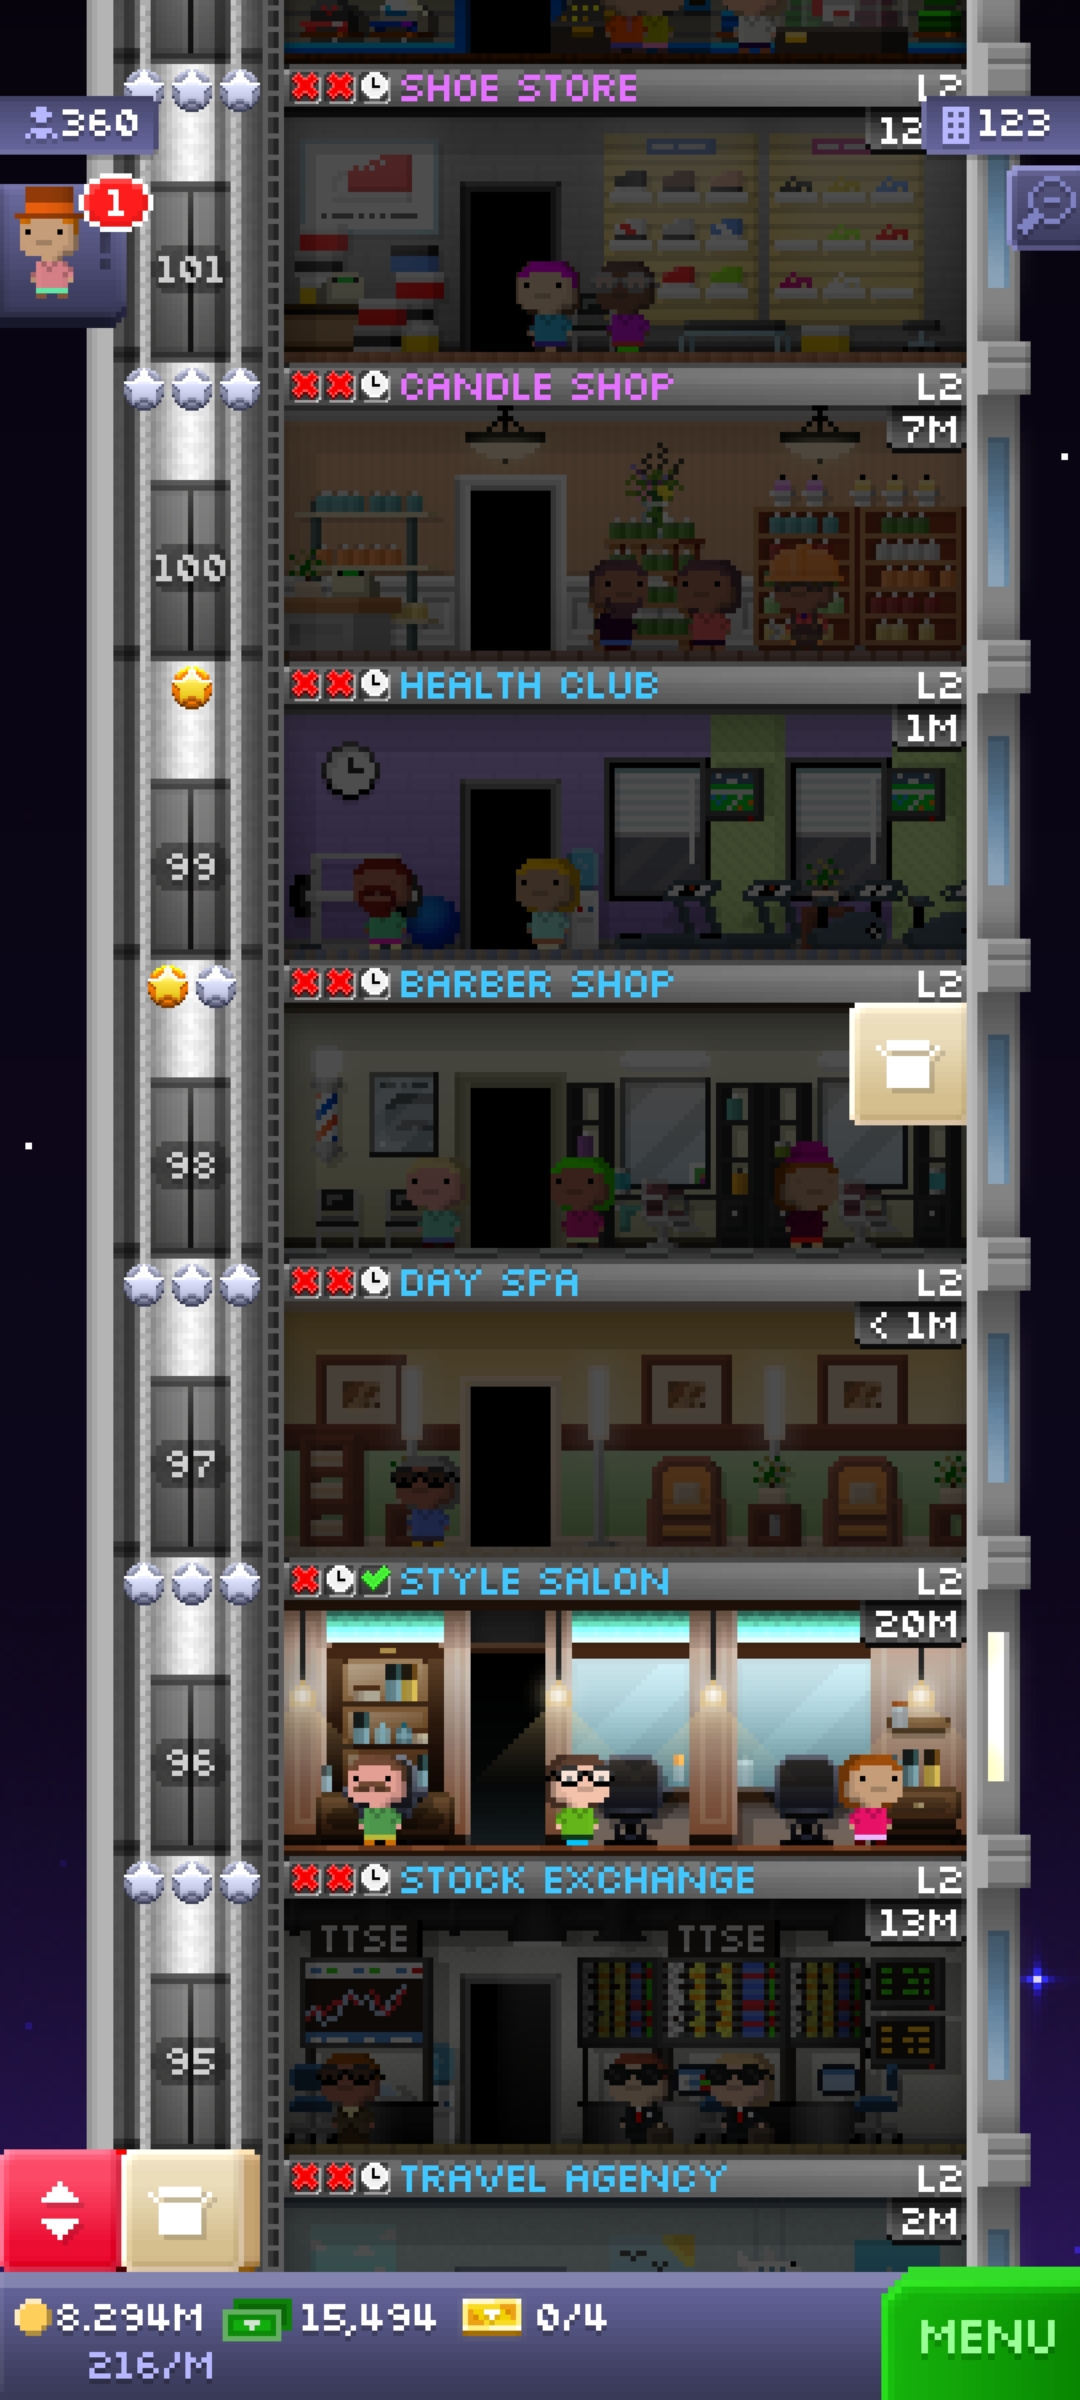 SHOE STORE L2
360
12
123
1
101
CANDLE SHOP L2
7M
100
HEALTH CLUB L2
1M
99
BARBER SHOP L2
98
DAY SPA L2
< 1M
97
STYLE SALON L2
20M
96
STOCK EXCHANGE L2
13M
TTSE TTSE
95
TRAVEL AGENCY L2
2M
8.294M 15,494 0/4
216/M
MENU